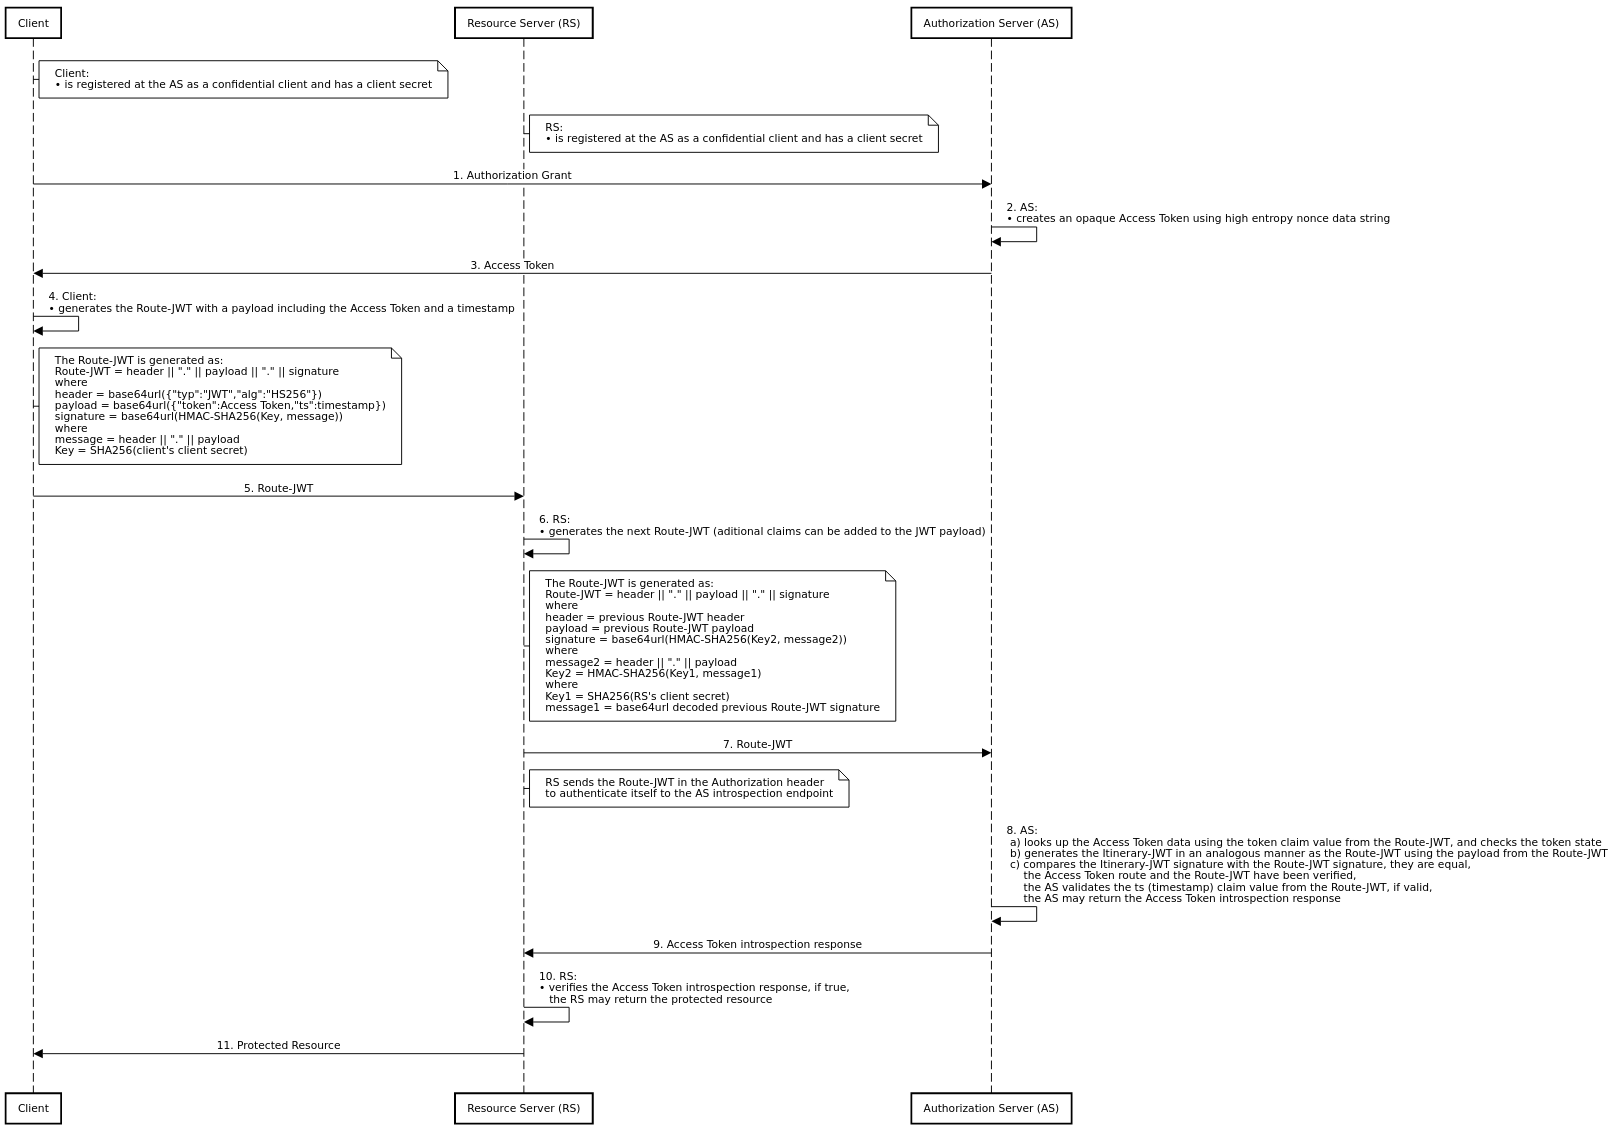 Client
Resource Server (RS)
Authorization Server (AS)
Client:
• is registered at the AS as a confidential client and has a client secret
RS:
• is registered at the AS as a confidential client and has a client secret
1. Authorization Grant
2. AS:
• creates an opaque Access Token using high entropy nonce data string
3. Access Token
4. Client:
• generates the Route-JWT with a payload including the Access Token and a timestamp
The Route-JWT is generated as:
Route-JWT = header || "." || payload || "." || signature
where
header = base64url({"typ":"JWT","alg":"HS256"})
payload = base64url({"token":Access Token,"ts":timestamp})
signature = base64url(HMAC-SHA256(Key, message))
where
message = header || "." || payload
Key = SHA256(client's client secret)
5. Route-JWT
6. RS:
• generates the next Route-JWT (aditional claims can be added to the JWT payload)
The Route-JWT is generated as:
Route-JWT = header || "." || payload || "." || signature
where
header = previous Route-JWT header
payload = previous Route-JWT payload
signature = base64url(HMAC-SHA256(Key2, message2))
where
message2 = header || "." || payload
Key2 = HMAC-SHA256(Key1, message1)
where
Key1 = SHA256(RS's client secret)
message1 = base64url decoded previous Route-JWT signature
7. Route-JWT
RS sends the Route-JWT in the Authorization header
to authenticate itself to the AS introspection endpoint
8. AS:
a) looks up the Access Token data using the token claim value from the Route-JWT, and checks the token state
b) generates the Itinerary-JWT in an analogous manner as the Route-JWT using the payload from the Route-JWT
c) compares the Itinerary-JWT signature with the Route-JWT signature, they are equal,
the Access Token route and the Route-JWT have been verified,
the AS validates the ts (timestamp) claim value from the Route-JWT, if valid,
the AS may return the Access Token introspection response
9. Access Token introspection response
10. RS:
• verifies the Access Token introspection response, if true,
the RS may return the protected resource
11. Protected Resource
Client
Resource Server (RS)
Authorization Server (AS)